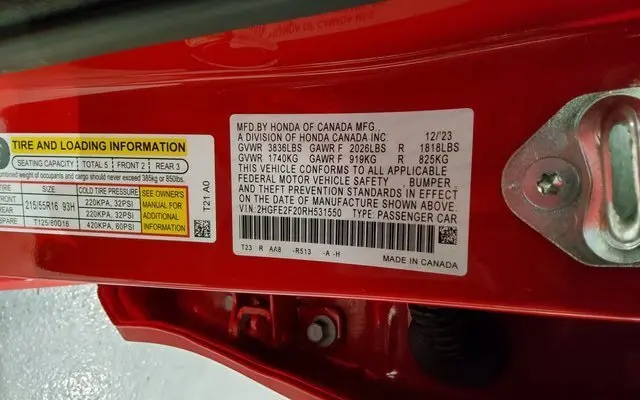 TIRE AND LOADING INFORMATION
SEATING CAPACITY TOTAL 5 FRONT 2 REAR 3
combined weight of occupants and cargo should never exceed 385kg or 850lbs.
TIRE SIZE COLD TIRE PRESSURE
FRONT 215/55R16 93H 220KPA, 32PSI
REAR 220KPA, 32PSI
SPARE T125/80D16 420KPA, 60PSI
SEE OWNER'S
MANUAL FOR
ADDITIONAL
INFORMATION
T21 A0
MFD.BY HONDA OF CANADA MFG.,
A DIVISION OF HONDA CANADA INC. 12/'23
GVWR 3836LBS GAWR F 2026LBS R 1818LBS
GVWR 1740KG GAWR F 919KG R 825KG
THIS VEHICLE CONFORMS TO ALL APPLICABLE
FEDERAL MOTOR VEHICLE SAFETY, BUMPER,
AND THEFT PREVENTION STANDARDS IN EFFECT
ON THE DATE OF MANUFACTURE SHOWN ABOVE.
V.I.N:2HGFE2F20RH531550 TYPE: PASSENGER CAR
T23 R AA8 -R513 -A -H
MADE IN CANADA